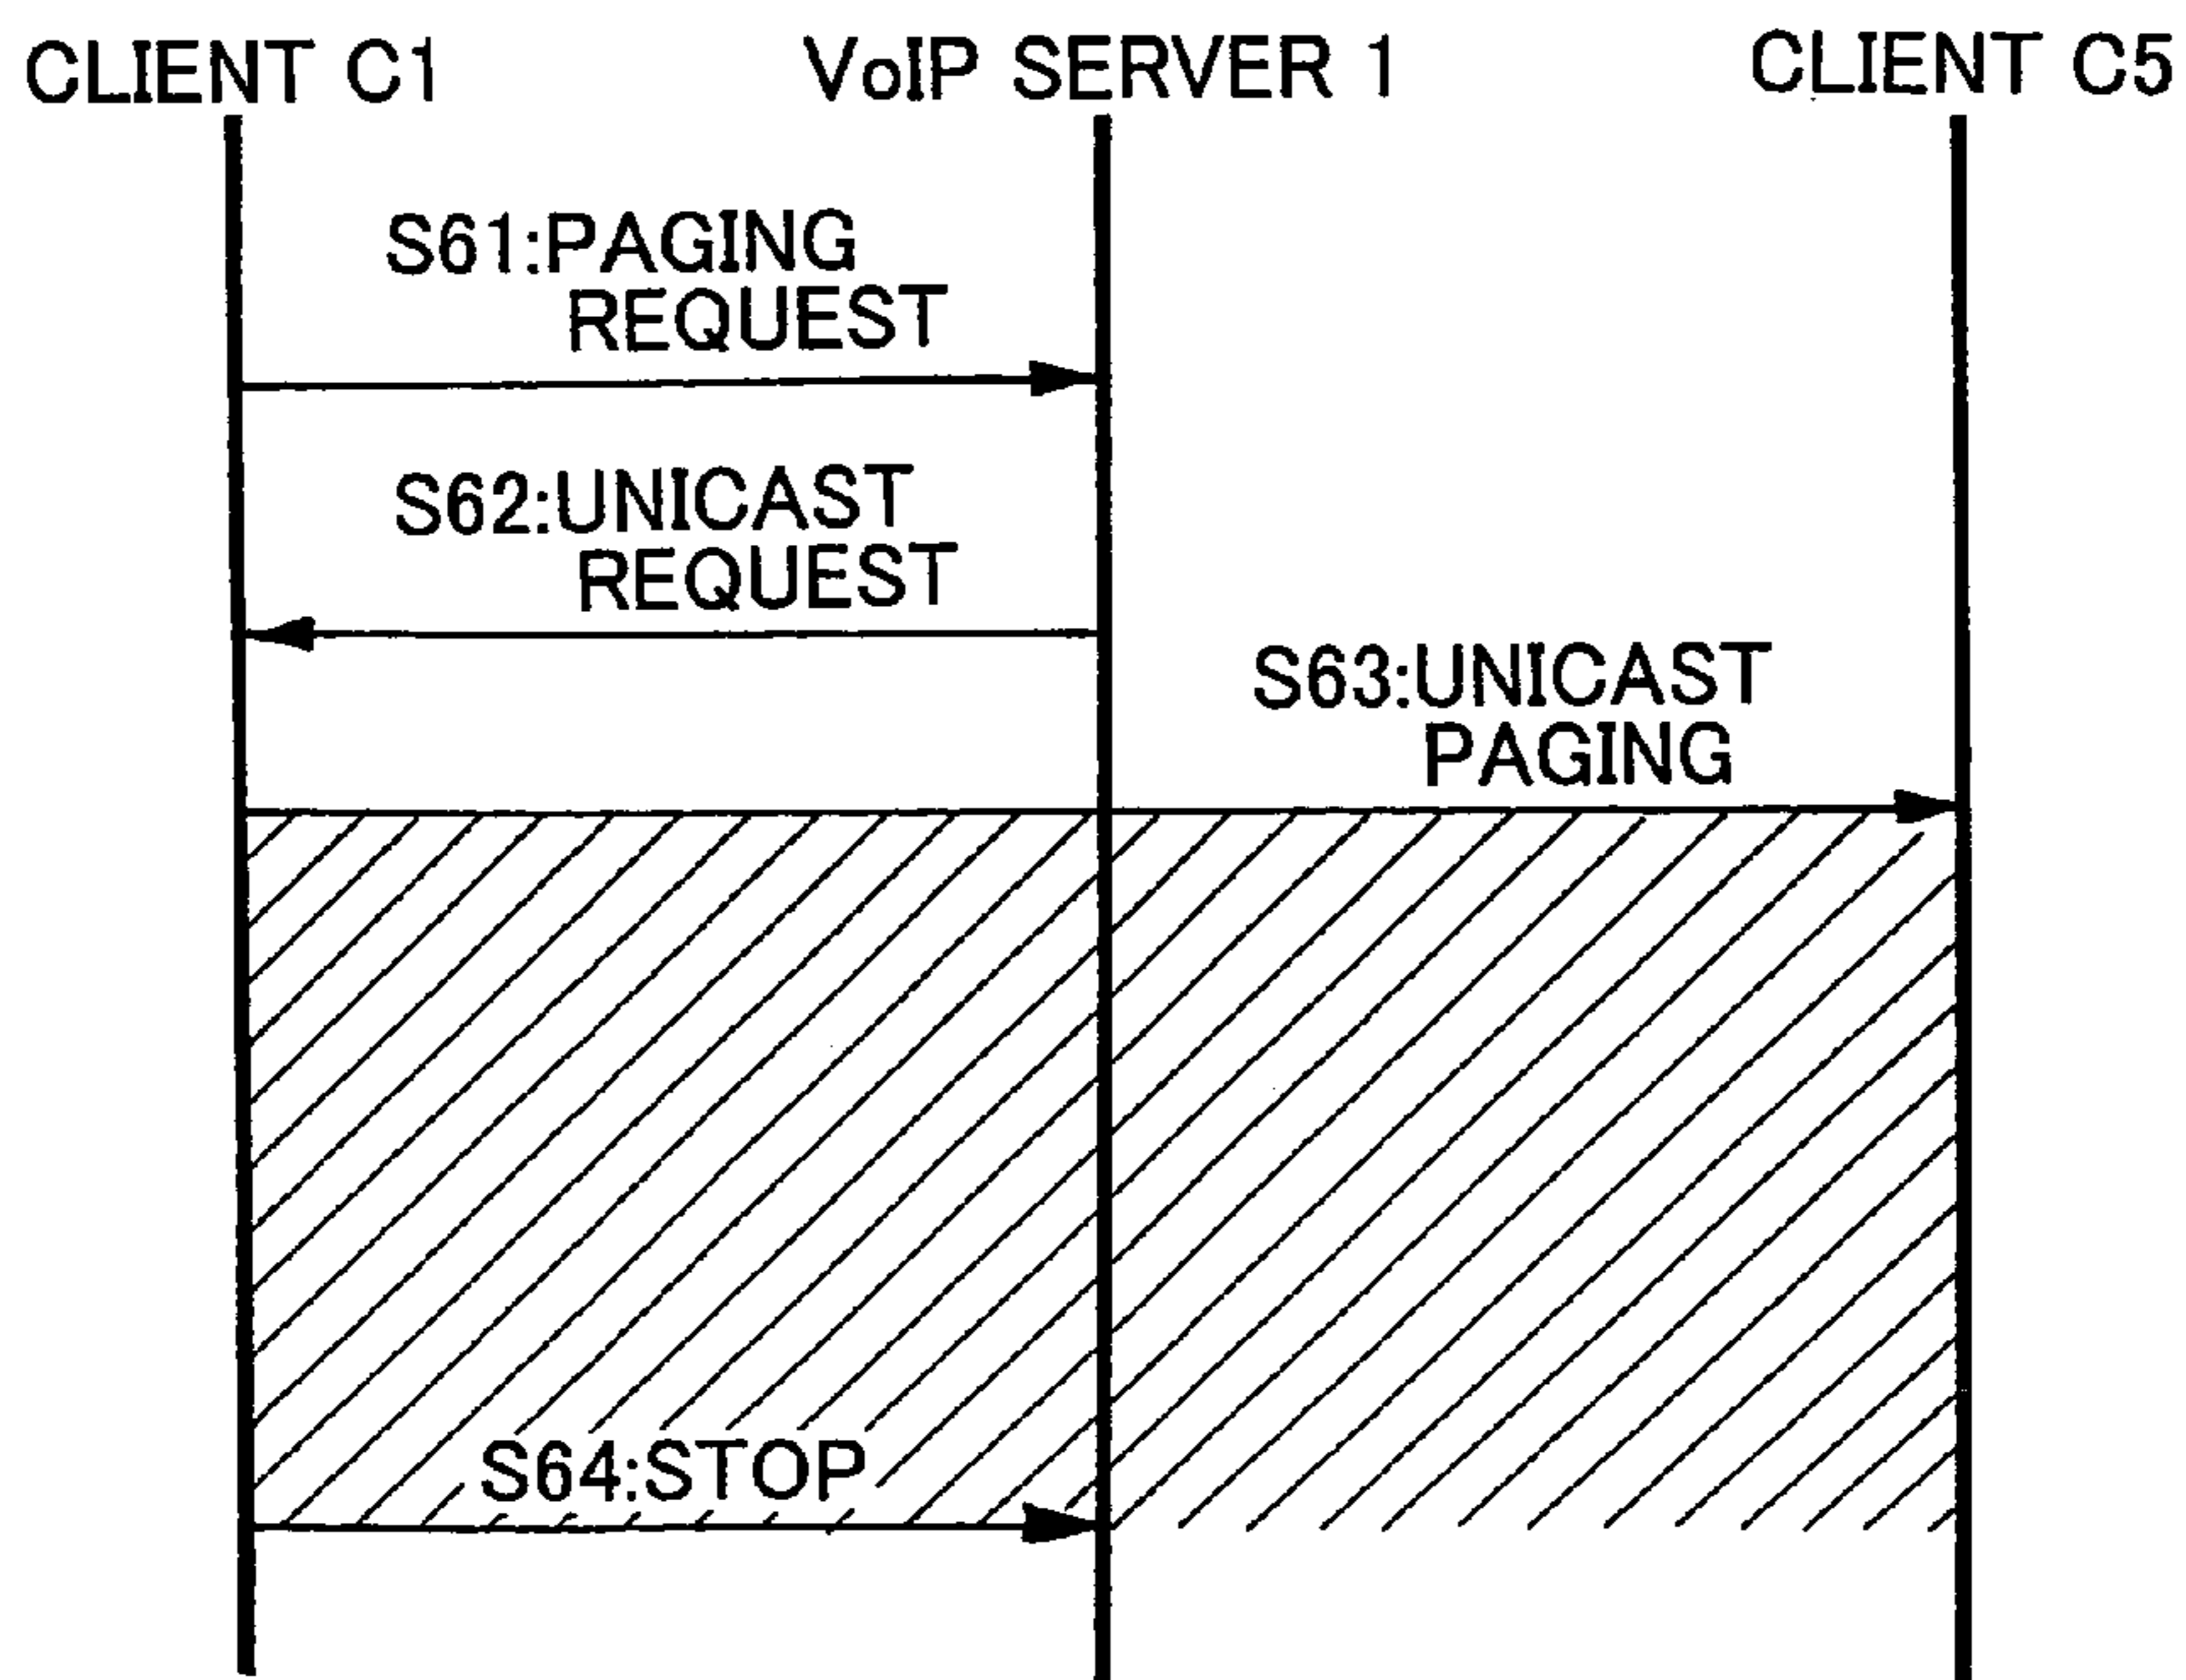 CLIENT C1
VoIP SERVER 1
CLIENT C5
S61:PAGING
REQUEST
S62:UNICAST
REQUEST
S63:UNICAST
PAGING
S64:STOP